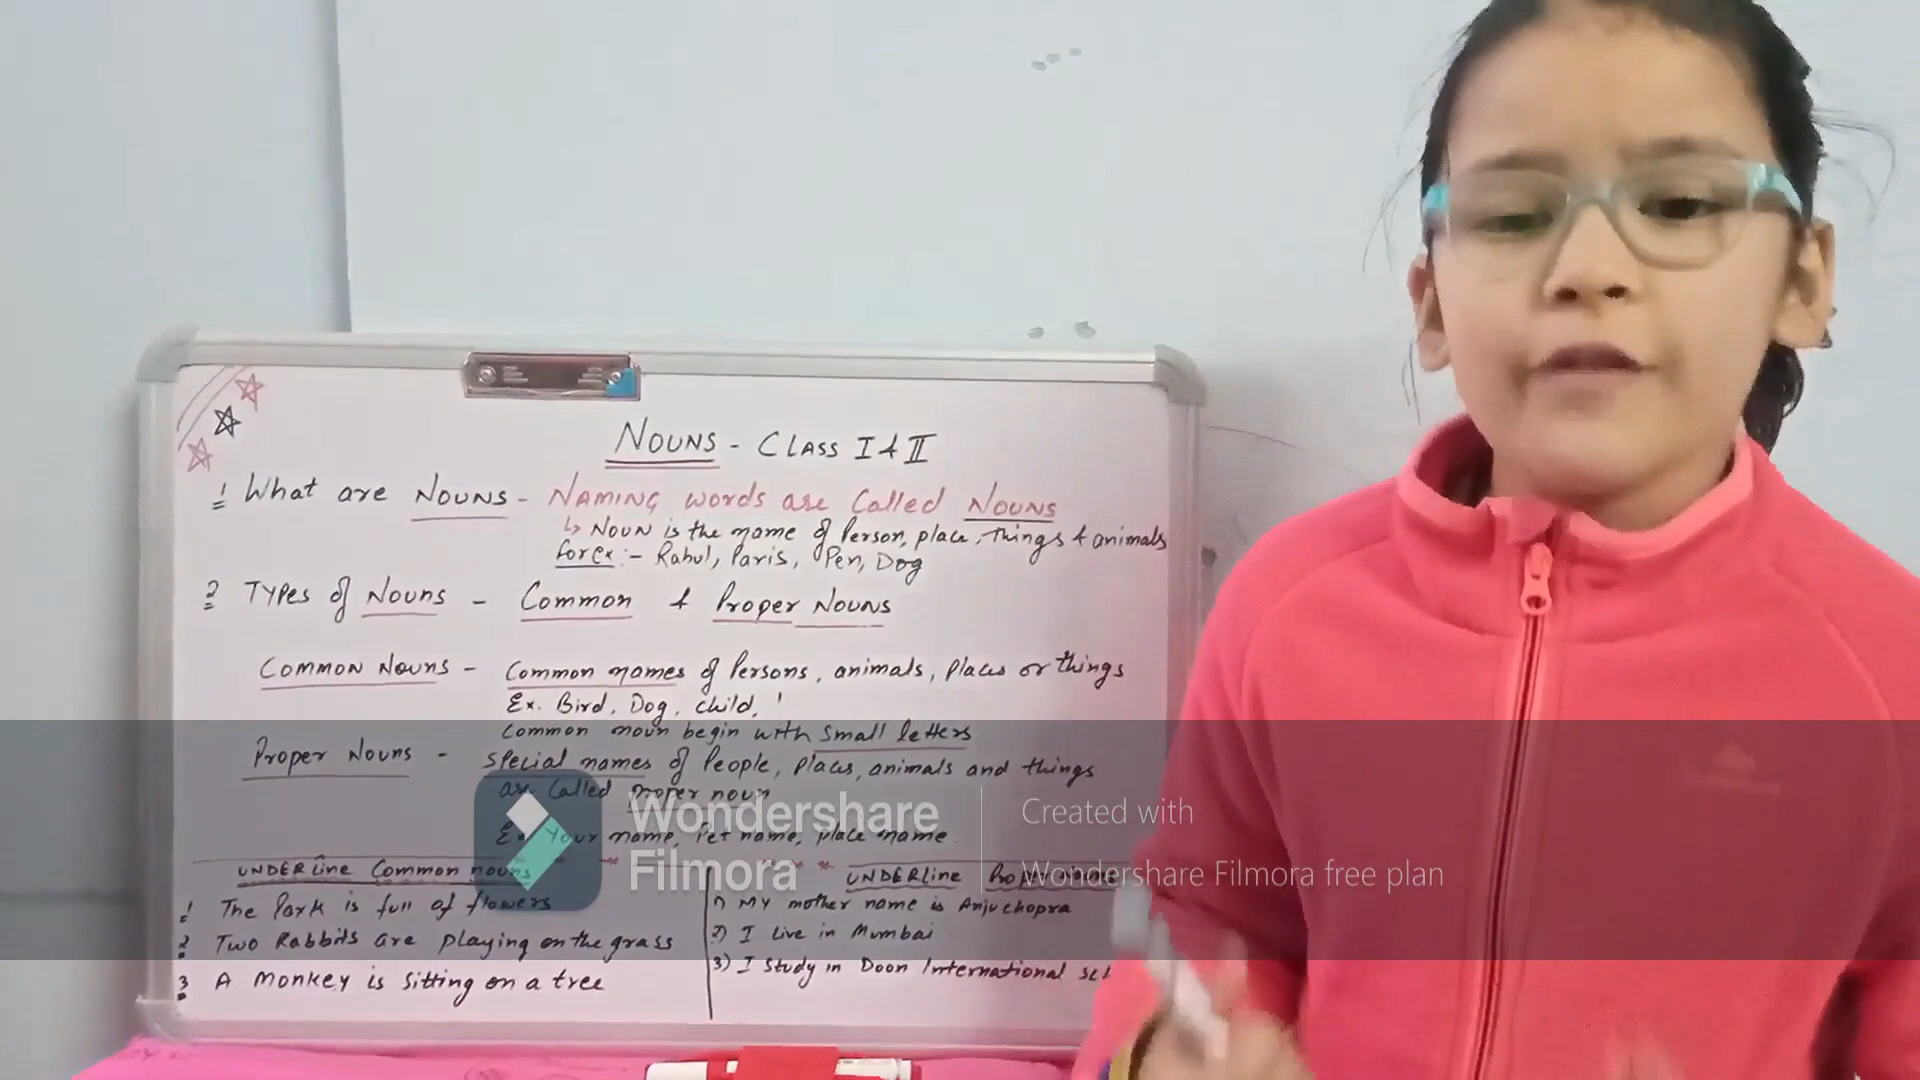 NOUNS - CLASS I & II
1 What are NOUNS - NAMING words are Called NOUNS
↳ NOUN is the name of Person, place, things & animals
for ex :- Rahul, Paris, Pen, Dog
2 TYPes of NOUNS - COMMON & Proper NOUNS
COMMON NOUNS - Common names of Persons, animals, Places or things
Ex. Bird, Dog, child,
Common noun begin with small letters
Proper Nouns - special names of People, places, animals and things
are Called proper noun
Ex Your name, Pet name, place name
Wondershare
Filmora
Created with
Wondershare Filmora free plan
UNDERline Common nouns
1 The Park is full of flowers
2 Two Rabbits are playing on the grass
3 A Monkey is sitting on a tree
UNDERline
1) MY mother name is Anju chopra
2) I live in Mumbai
3) I study in Doon International